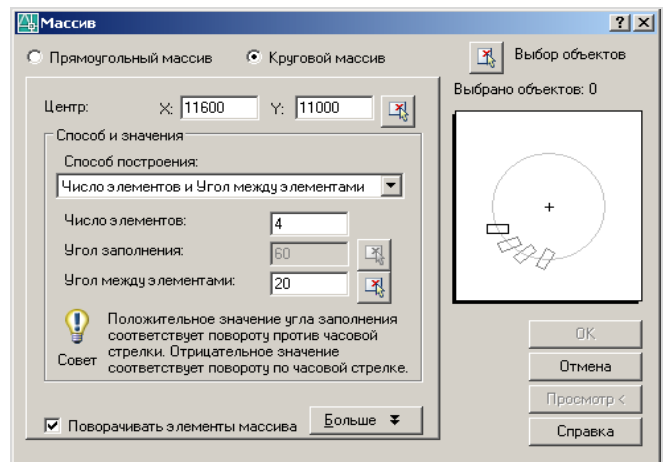 Массив
Прямоугольный массив Круговой массив Выбор объектов
Выбрано объектов: 0
Центр: X: 11600 Y: 11000
Способ и значения
Способ построения:
Число элементов и Угол между элементами
Число элементов: 4
Угол заполнения: 60
Угол между элементами: 20
Положительное значение угла заполнения
соответствует повороту против часовой
стрелки. Отрицательное значение
соответствует повороту по часовой стрелке.
Совет
Поворачивать элементы массива Больше
OK
Отмена
Просмотр <
Справка